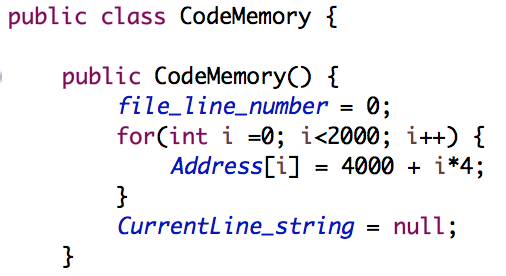 public class CodeMemory {
public CodeMemory() {
file_line_number = 0;
for(int i =0; i<2000; i++) {
Address[i] = 4000 + i*4;
}
CurrentLine_string = null;
}